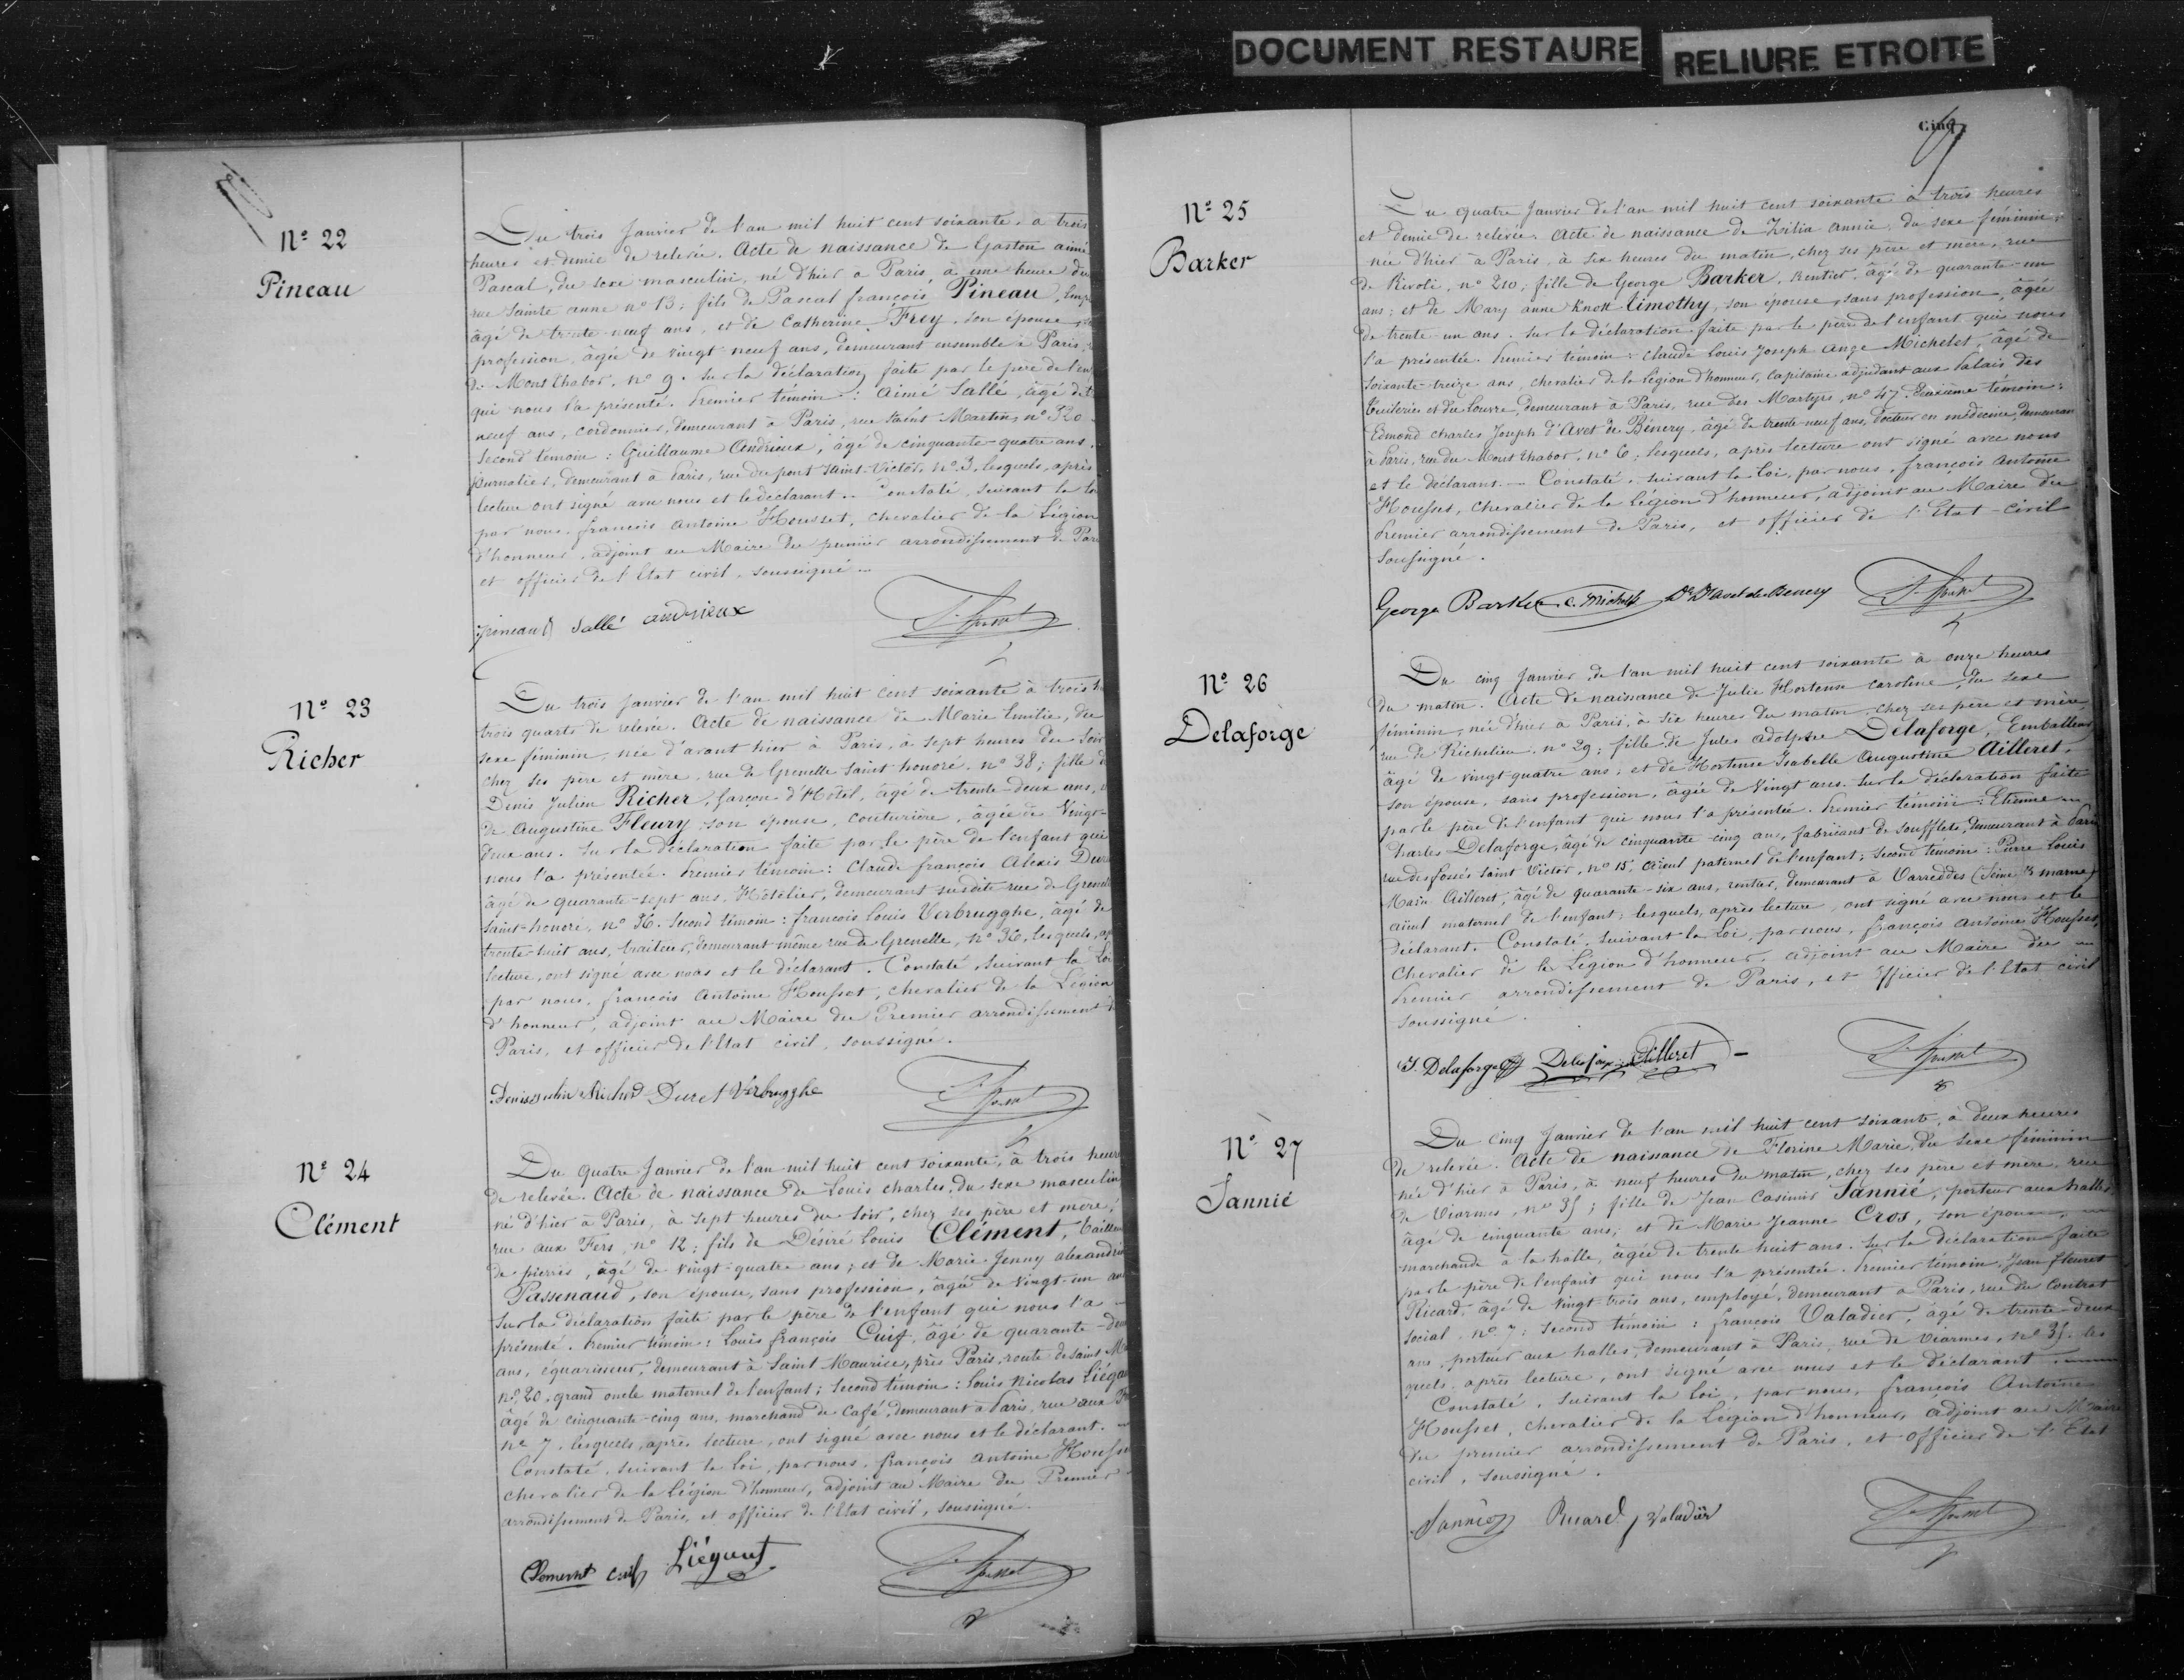 DOCUMENT RESTAURE
RELIURE ETROITE
Nº 22
Pineau
Du trois Janvier de l'an mil huit cent soixante, a trois
heures et demie de relevée. Acte de naissance de Gaston aimé
Pascal, du sexe masculin, né d'hier a Paris, a une heure du
rue Sainte anne nº 13; fils de Pascal françois Pineau,
âgé de trente-neuf ans, et de Catherine Frey, son épouse,
profession, âgée de vingt-neuf ans, demeurant ensemble à Paris,
du Mont Thabor, nº 9. Sur la déclaration faite par le pere de l'en
qui nous l'a présenté. Premier témoin: Aimé Sallé, âgé de
neuf ans, cordonnier, demeurant à Paris, rue Saint Martin, nº 320
Second témoin: Guillaume Andrieux, âgé de cinquante-quatre ans,
journalier, demeurant à Paris, rue du pont Saint-Victor, nº 3, lesquels, après
lecture ont signé avec nous et le déclarant. Constaté, suivant la loi
par nous, françois antoine Housset, chevalier de la Légion
d'honneur, adjoint au Maire du premier arrondissement de Par
et officier de l'Etat civil, soussigné
Pineau Sallé andrieux
Nº 23
Richer
Du trois Janvier de l'an mil huit cent soixante à trois h
trois quarts de relevée. Acte de naissance de Marie Emilie, du
sexe féminin, née d'avant hier à Paris, à sept heures du soir
chez ses père et mère, rue de Grenelle Saint honoré, nº 38; fille d
Denis Julien Richer, Garçon d'Hôtel, âgé de trente-deux ans,
de Augustine Fleury, son épouse, couturière, âgée de Vingt-
deux ans. Sur la déclaration faite par le père de l'enfant qui
nous l'a présentée. Premier témoin: Claude françois Alexis Dur
âgé de quarante-sept ans, Hôtelier, demeurant susdite rue de Grenelle
Saint-honoré, nº 36. Second témoin: françois Louis Verbrugghe, âgé de
trente-huit ans, traiteur, demeurant même rue de Grenelle, nº 36, lesquels, ap
lecture, ont signé avec nous et le déclarant. Constaté, suivant la Loi
par nous, françois Antoine Housset, chevalier de la Légion
d'honneur, adjoint au Maire du Premier arrondissement d
Paris, et officier de l'Etat civil, soussigné.
Denis Julien Richer Duret Verbrugghe
Nº 24
Clément
Du quatre Janvier de l'an mil huit cent soixante, à trois heure
de relevée. Acte de naissance de Louis charles, du sexe masculin
né d'hier à Paris, à sept heures du soir, chez ses père et mère,
rue aux Fers, nº 12; fils de Désiré Louis Clément, Tailleur
de pierres, âgé de vingt-quatre ans; et de Marie Jenny alexandrin
Passenaud, son épouse, sans profession, âgée de vingt-un an
Sur la déclaration faite par le père de l'enfant qui nous l'a
présenté. Premier témoin: Louis françois Cuif, âgé de quarante-deux
ans, équarisseur, demeurant à Saint Maurice, près Paris, route de Saint M
nº 20, grand oncle maternel de l'enfant; Second témoin: Louis Nicolas Liégau
âgé de cinquante-cinq ans, marchand de Café, demeurant à Paris, rue aux
nº 7, lesquels, après lecture, ont signé avec nous et le déclarant.
Constaté, suivant la Loi, par nous, françois Antoine Housse
chevalier de la Légion d'honneur, adjoint au Maire du Premier
arrondissement de Paris, et officier de l'Etat civil, soussigné.
Clement Cuif
Cinq
Nº 25
Barker
Du quatre Janvier de l'an mil huit cent soixante à trois heures
et demie de relevée. Acte de naissance de Zilia annie, du sexe féminin,
née d'hier à Paris, à six heures du matin, chez ses père et mère, rue
de Rivoli, nº 210; fille de George Barker, rentier, âgé de quarante-un
ans; et de Mary anne Knott Timothy, son épouse, sans profession, âgée
de trente-un ans. Sur la déclaration faite par le père de l'enfant qui nous
l'a présentée. Premier témoin: claude Louis Joseph Ange Michelet, âgé de
soixante-treize ans, chevalier de la Légion d'honneur, Capitaine adjudant aux Palais des
Tuileries et du Louvre, demeurant à Paris, rue des Martyrs, nº 47. Deuxième témoin:
Edmond charles Joseph d'Avet de Bénery, âgé de trente-neuf ans, docteur en médecine, demeuran
à Paris, rue du Mont Thabor, nº 6; lesquels, après lecture ont signé avec nous
et le déclarant. Constaté, suivant la Loi, par nous, françois antoine
Housset, chevalier de la Légion d'honneur, adjoint au Maire du
Premier arrondissement de Paris, et officier de l'Etat-civil
soussigné.
George Barker
Nº 26
Delaforge
Du cinq Janvier de l'an mil huit cent soixante à onze heures
du matin. Acte de naissance de Julie Hortense Caroline, du sexe
féminin, née d'hier à Paris, à six heures du matin chez ses père et mère,
rue de Richelieu, nº 29; fille de Jules Adolphe Delaforge, Emballeur
âgé de vingt-quatre ans; et de Hortense Isabelle Augustine Ailleret,
son épouse, sans profession, âgée de vingt ans. Sur la déclaration faite
par le père de l'enfant qui nous l'a présentée. Premier témoin: Etienne
Charles Delaforge, âgé de cinquante-cinq ans, fabricant de soufflets, demeurant à Paris
rue des fossés Saint Victor, nº 15, aïeul paternel de l'enfant; Second témoin: Pierre Louis
Main Ailleret, âgé de quarante-six ans, rentier, demeurant à Varreddes (Seine & marne)
aïeul maternel de l'enfant; lesquels, après lecture, ont signé avec nous et le
déclarant. Constaté, suivant la Loi, par nous, françois antoine Housset,
Chevalier de la Légion d'honneur, adjoint au Maire du
Premier arrondissement de Paris, et officier de l'Etat civil
soussigné.
J. Delaforge Delaforge Ailleret
Nº 27
Sannié
Du cinq Janvier de l'an mil huit cent soixante, à deux heures
de relevée. Acte de naissance de Florine Marie, du sexe féminin
née d'hier à Paris, à neuf heures du matin, chez ses père et mère, rue
de Viarmes, nº 35; fille de Jean Casimir Sannié, porteur aux halles
âgé de cinquante ans; et de Marie Jeanne Cros, son épouse,
marchande à la halle, âgée de trente huit ans. Sur la déclaration faite
par le père de l'enfant qui nous l'a présentée. Premier témoin: Jean fleuret
Ricard, âgé de vingt-trois ans, employé, demeurant à Paris, rue du Contrat
social, nº 7; Second témoin: françois Valadier, âgé de trente-deux
ans, porteur aux halles, demeurant à Paris, rue de Viarmes, nº 35. les
quels, après lecture, ont signé avec nous et le déclarant.
Constaté, suivant la Loi, par nous, françois Antoine
Housset, chevalier de la Légion d'honneur, adjoint au Maire
du premier arrondissement de Paris, et officier de l'Etat
civil, soussigné.
Sannié Ricard Valadier